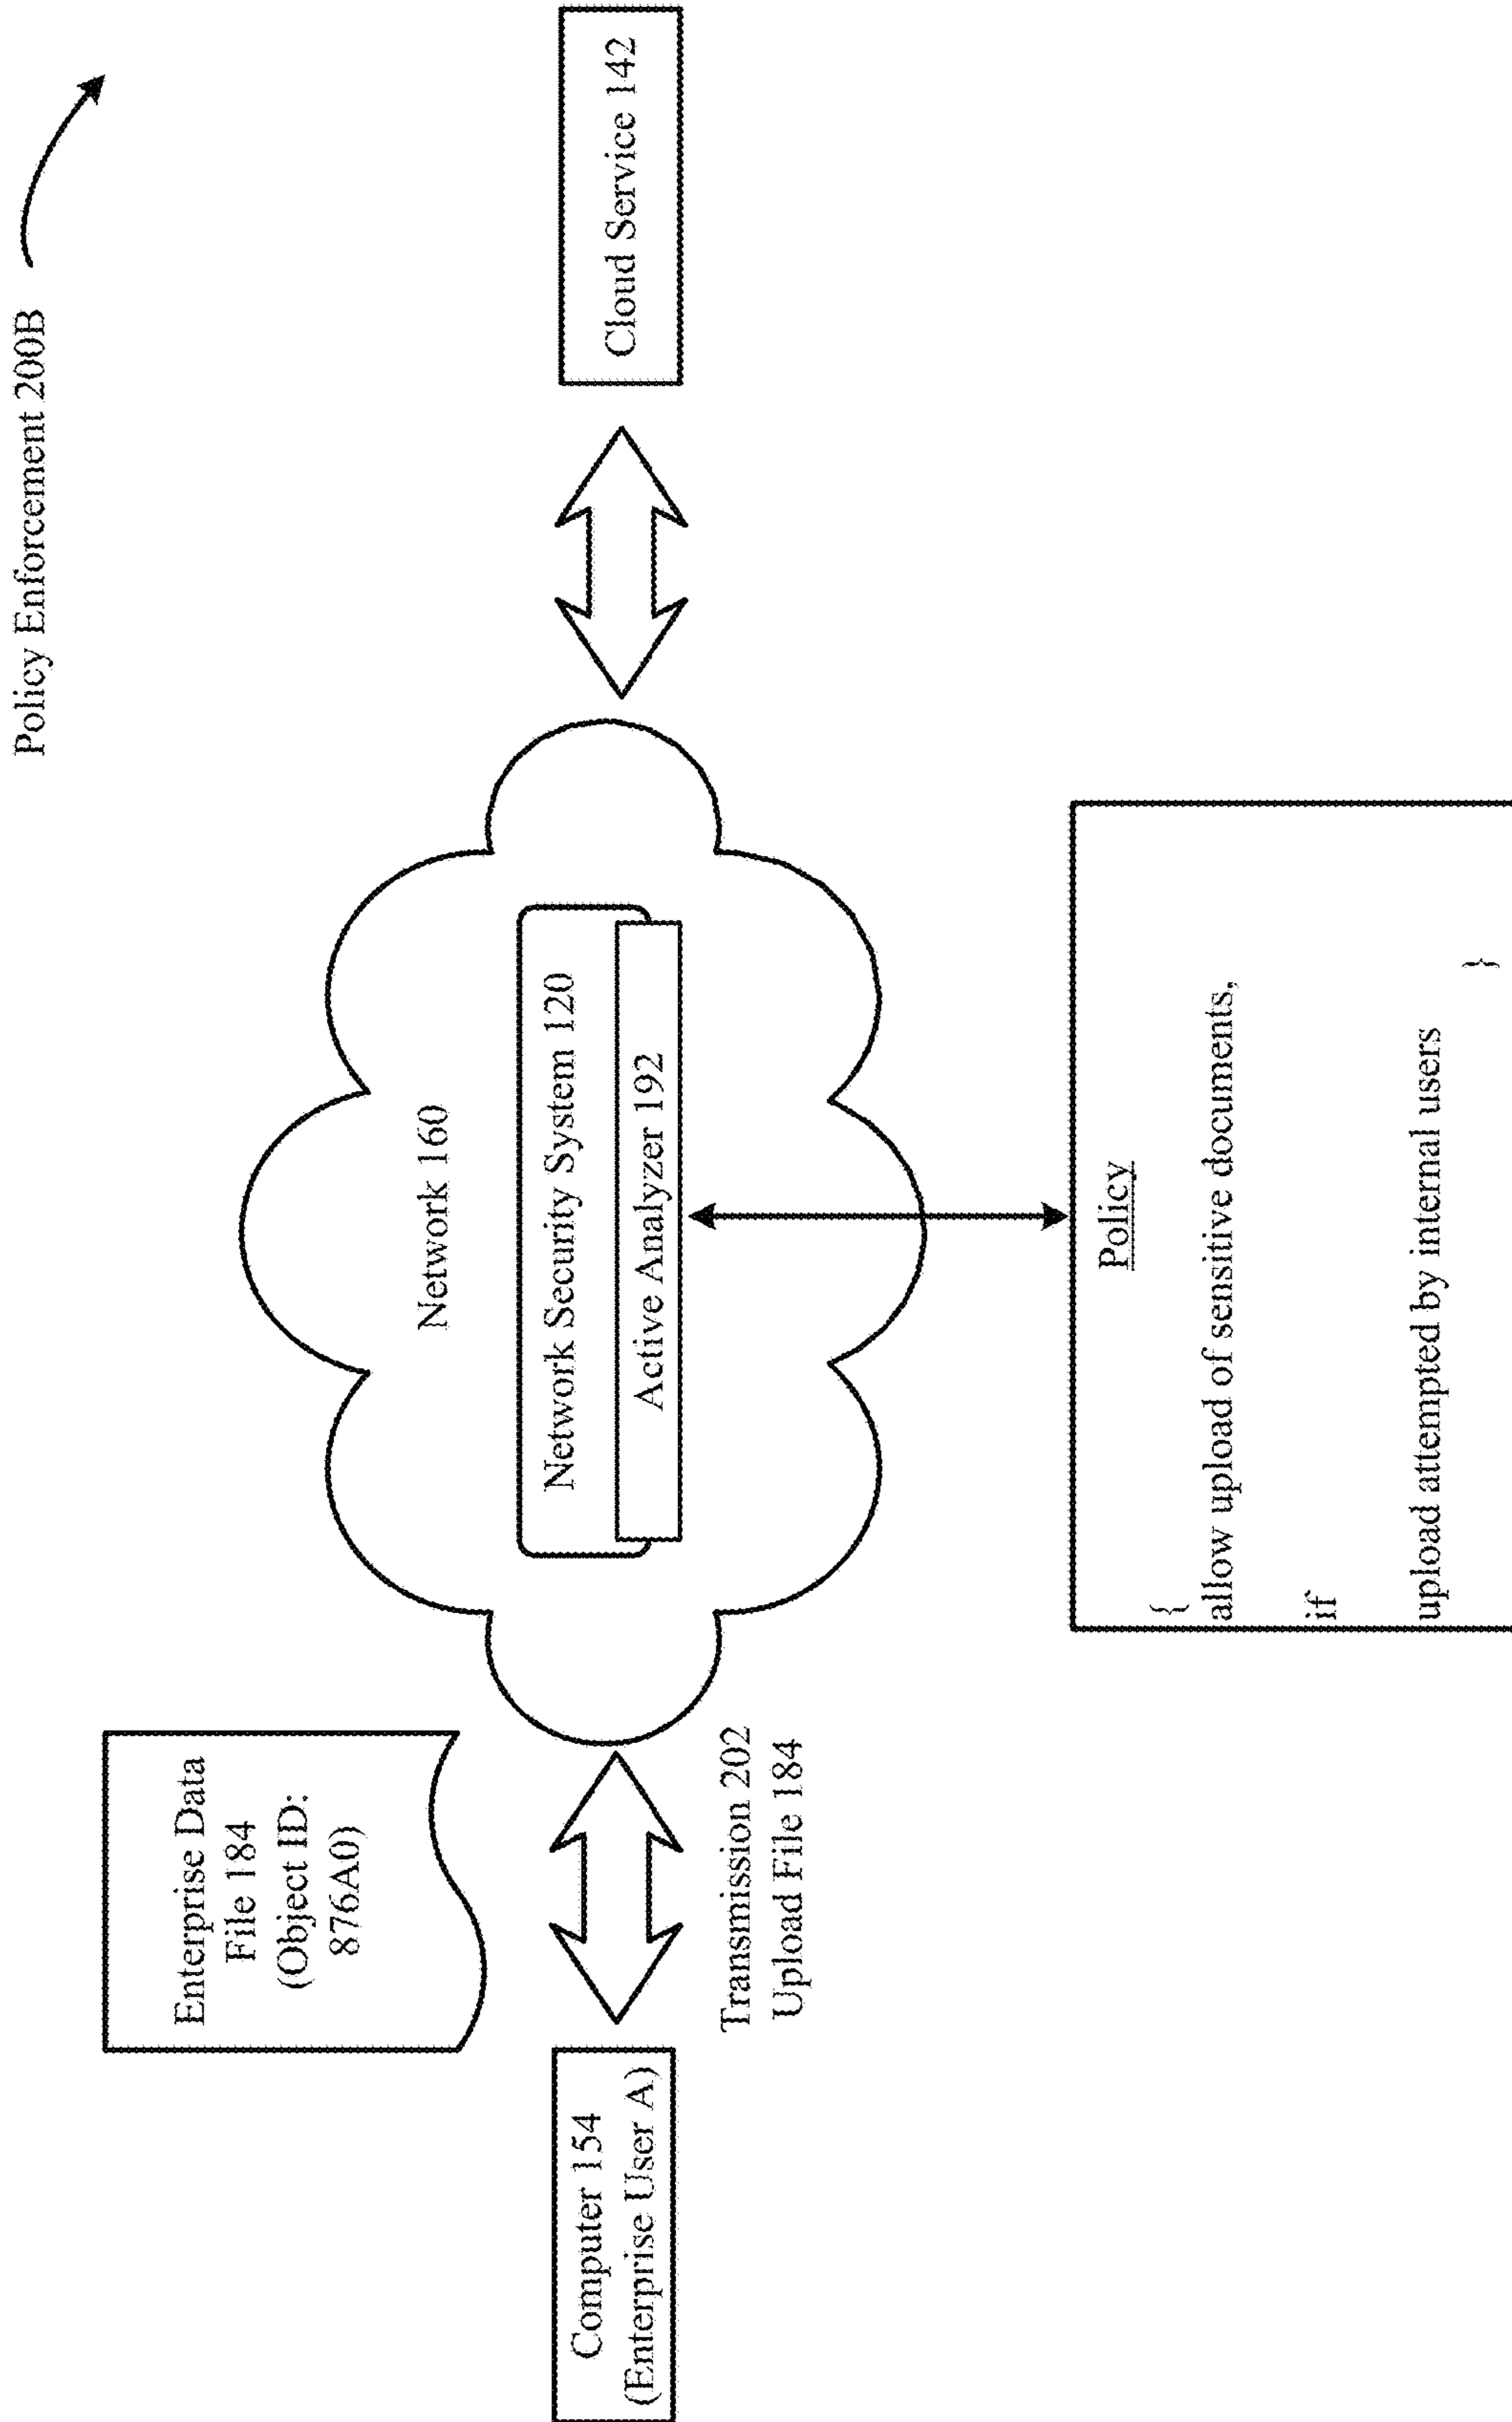 Policy Enforcement 200B
Enterprise Data
File 184
(Object ID:
876A0)
Computer 154
(Enterprise User A)
Transmission 202
Upload File 184
Network 160
Network Security System 120
Active Analyzer 192
Cloud Service 142
Policy
{
allow upload of sensitive documents,
if
upload attempted by internal users
}